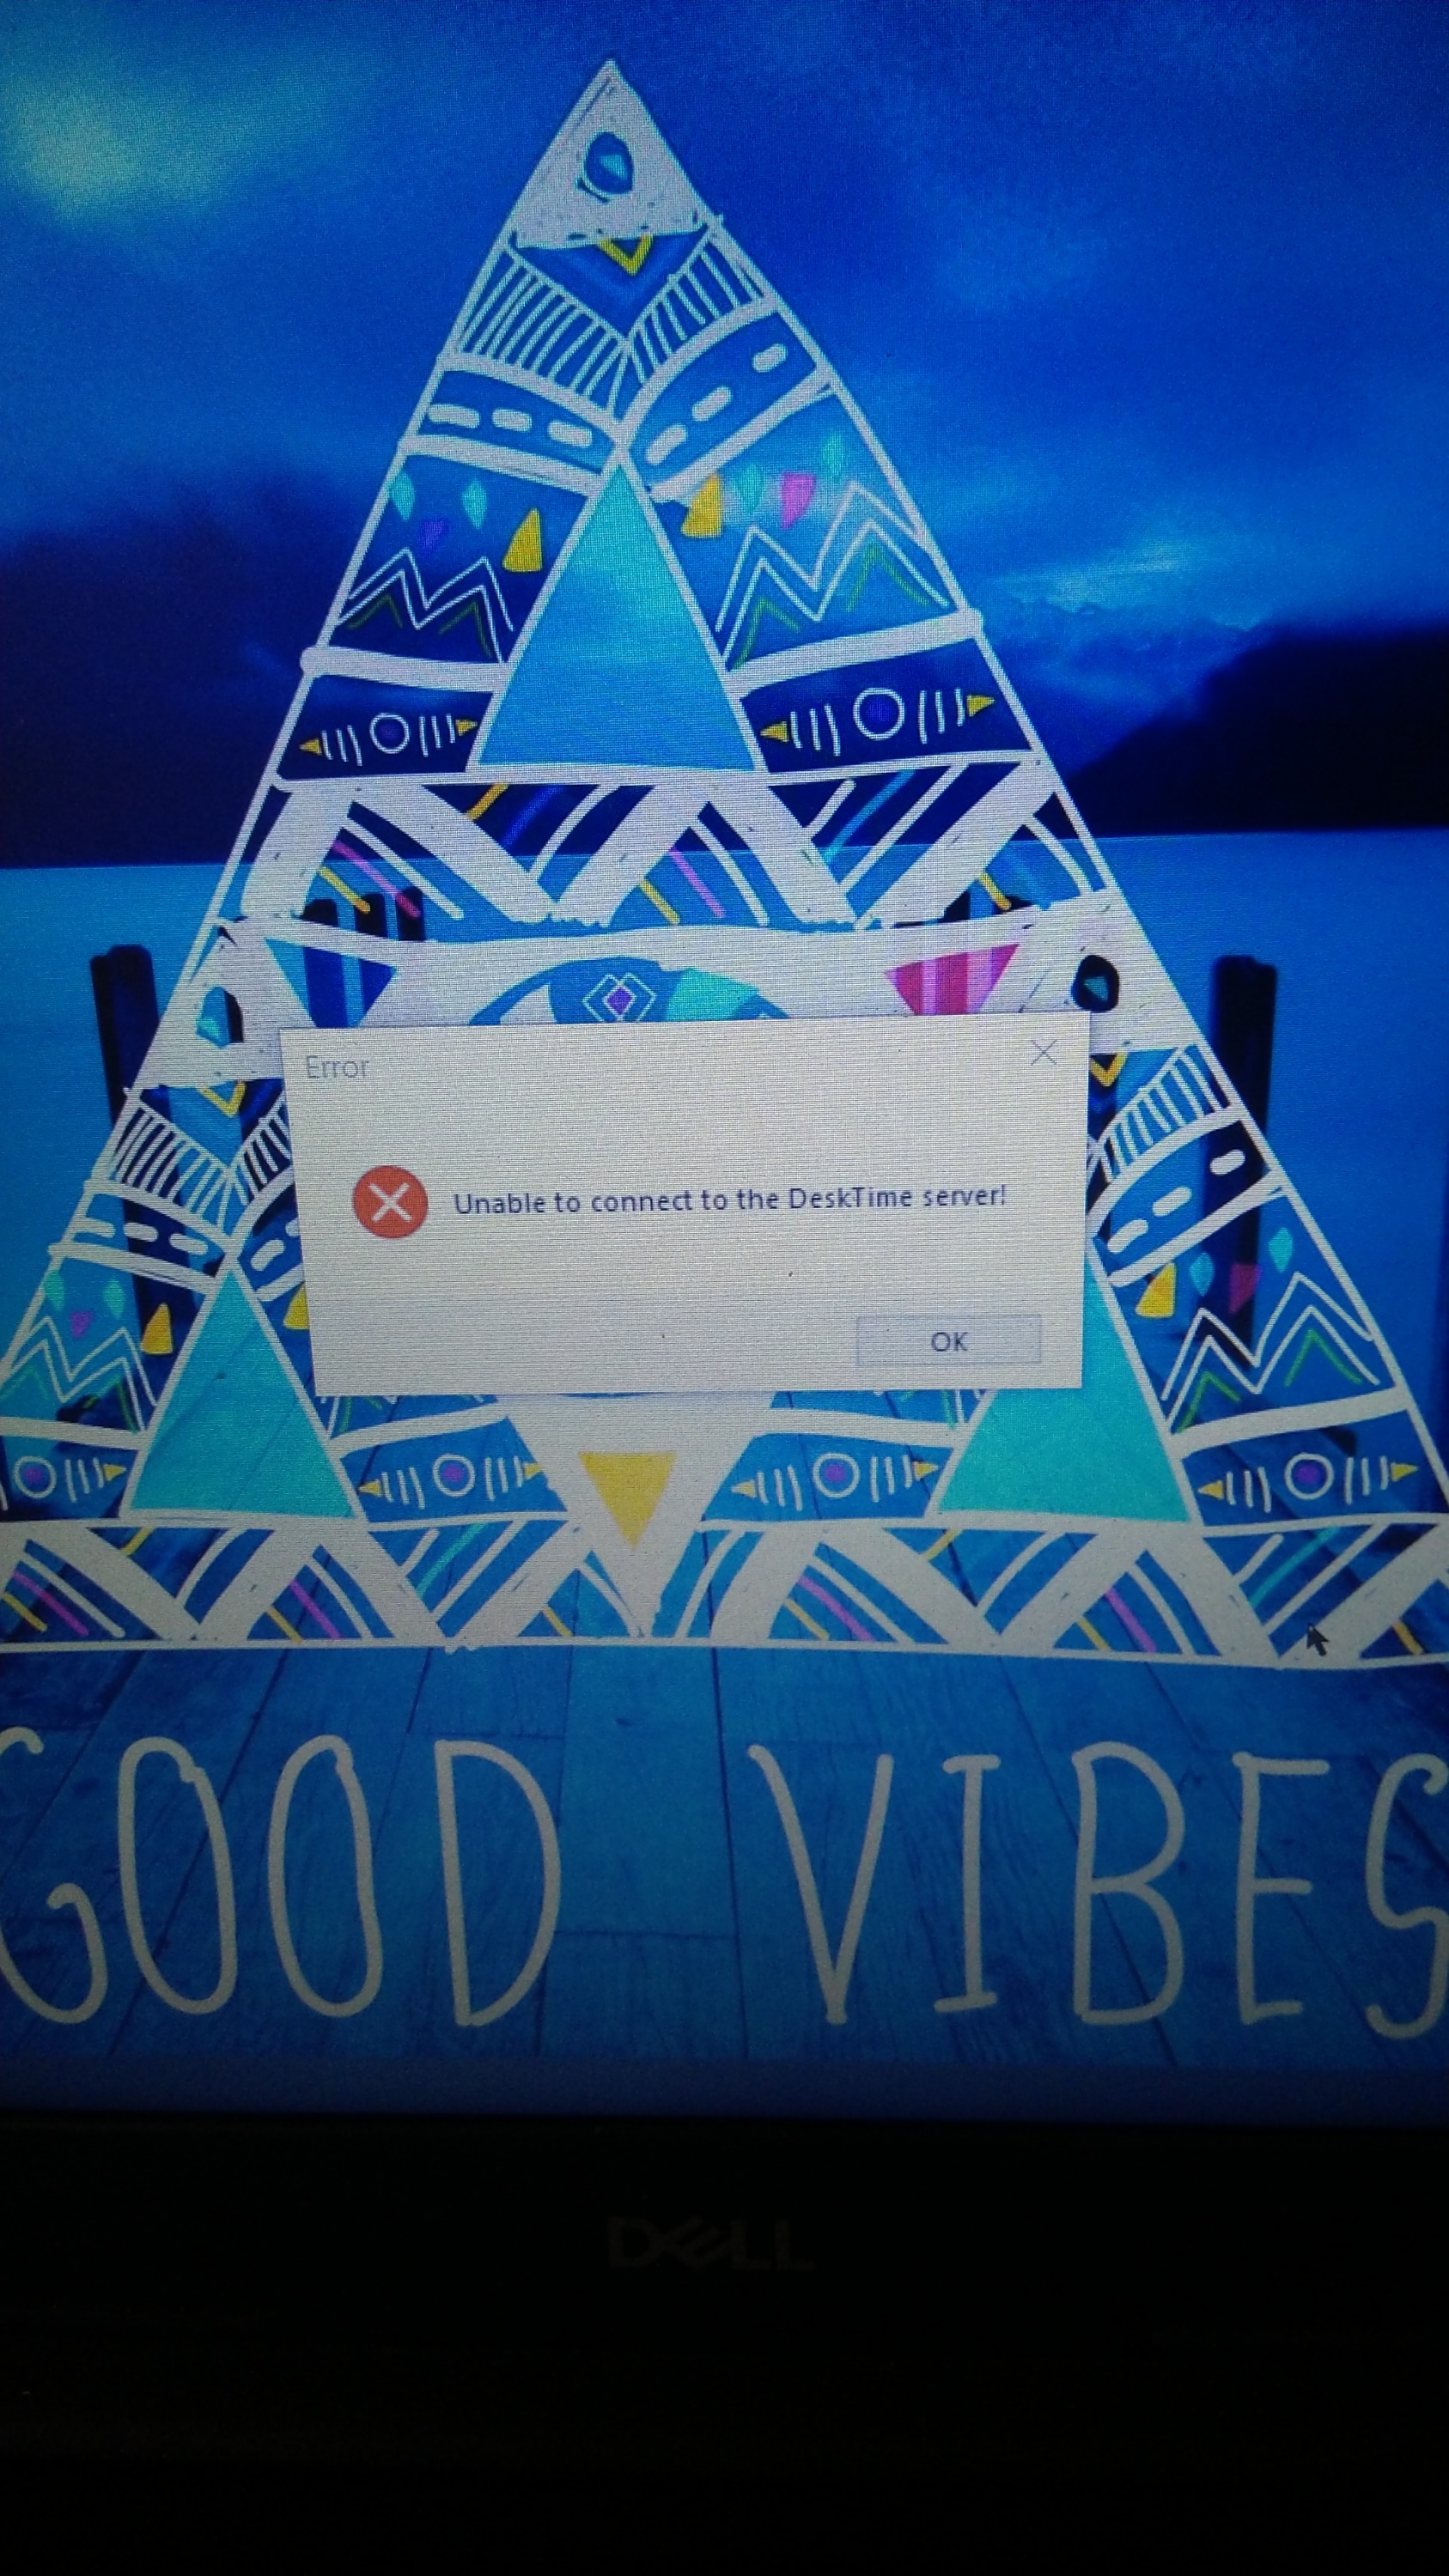 Error
Unable to connect to the DeskTime server!
OK
GOOD VIBES
DELL